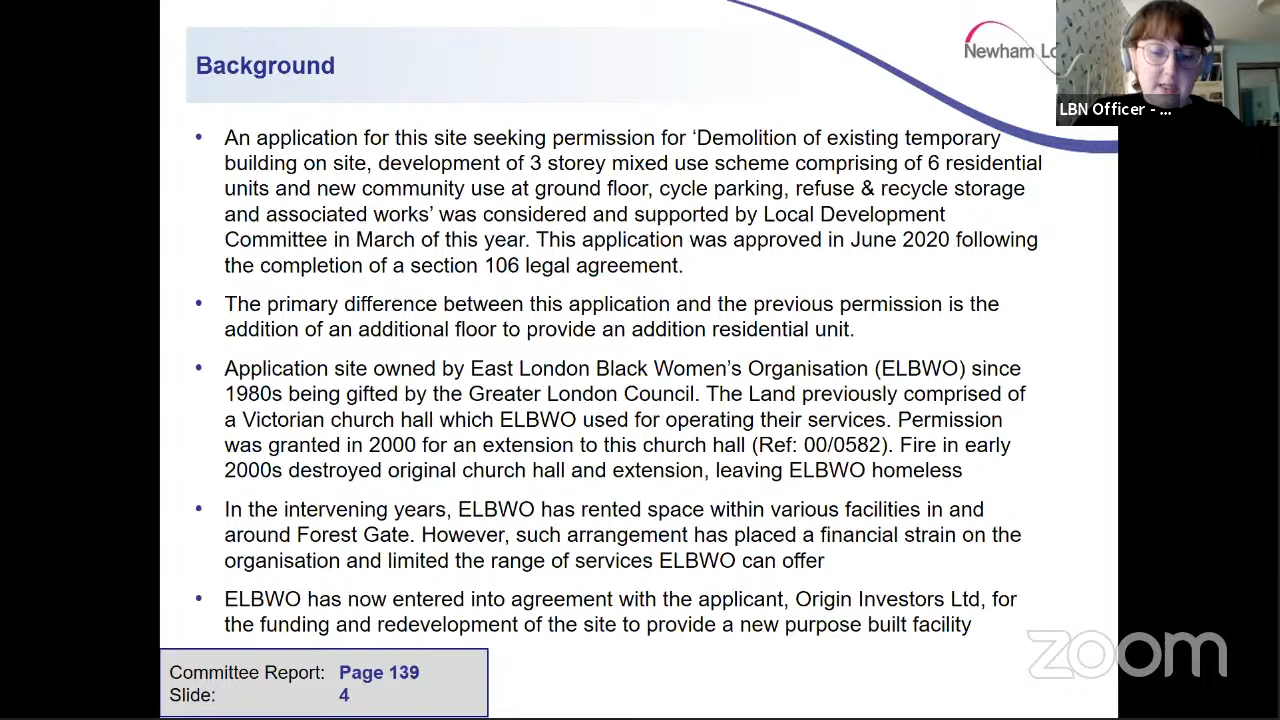 Background
Newham Lo
LBN Officer - ...
• An application for this site seeking permission for ‘Demolition of existing temporary
building on site, development of 3 storey mixed use scheme comprising of 6 residential
units and new community use at ground floor, cycle parking, refuse & recycle storage
and associated works’ was considered and supported by Local Development
Committee in March of this year. This application was approved in June 2020 following
the completion of a section 106 legal agreement.
• The primary difference between this application and the previous permission is the
addition of an additional floor to provide an addition residential unit.
• Application site owned by East London Black Women’s Organisation (ELBWO) since
1980s being gifted by the Greater London Council. The Land previously comprised of
a Victorian church hall which ELBWO used for operating their services. Permission
was granted in 2000 for an extension to this church hall (Ref: 00/0582). Fire in early
2000s destroyed original church hall and extension, leaving ELBWO homeless
• In the intervening years, ELBWO has rented space within various facilities in and
around Forest Gate. However, such arrangement has placed a financial strain on the
organisation and limited the range of services ELBWO can offer
• ELBWO has now entered into agreement with the applicant, Origin Investors Ltd, for
the funding and redevelopment of the site to provide a new purpose built facility
zoom
Committee Report: Page 139
Slide: 4